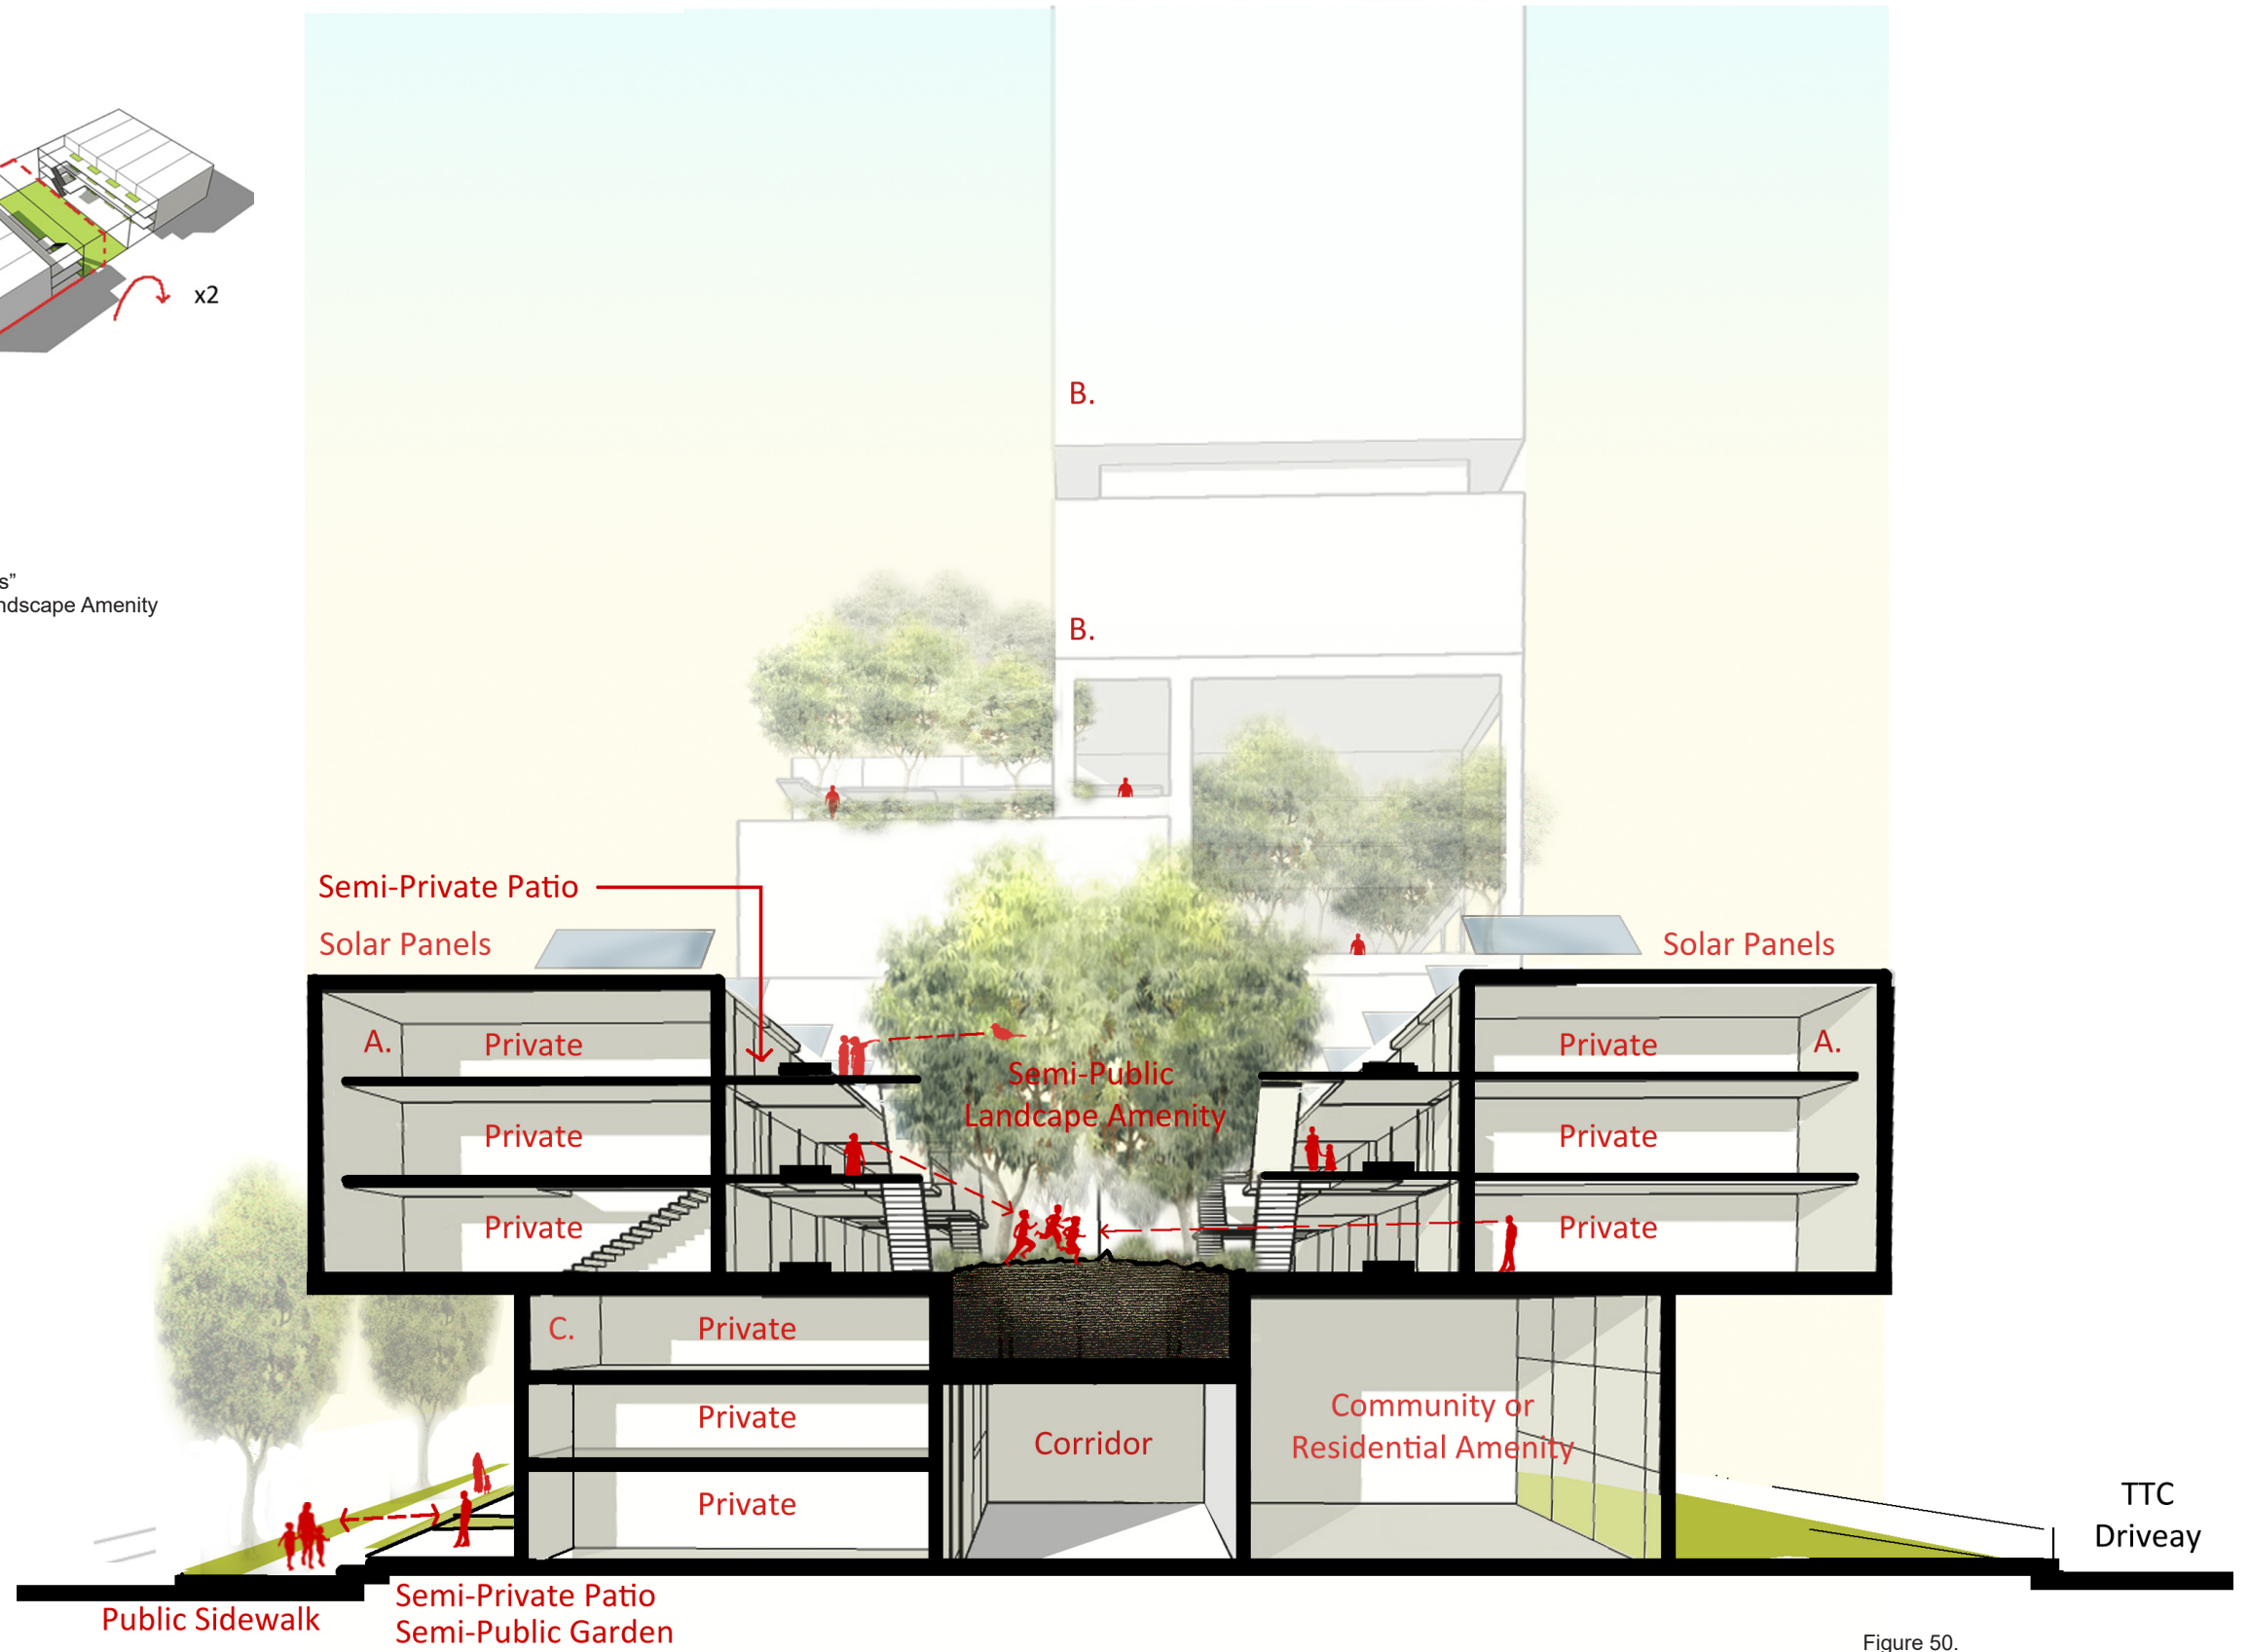 x2
s”
ndscape Amenity
B.
B.
Semi-Private Patio
Solar Panels
Solar Panels
A.
Private
Private
A.
Semi-Public
Landcape Amenity
Private
Private
Private
Private
C.
Private
Private
Community or
Residential Amenity
Corridor
Private
TTC
Driveay
Semi-Private Patio
Public Sidewalk
Semi-Public Garden
Figure 50.